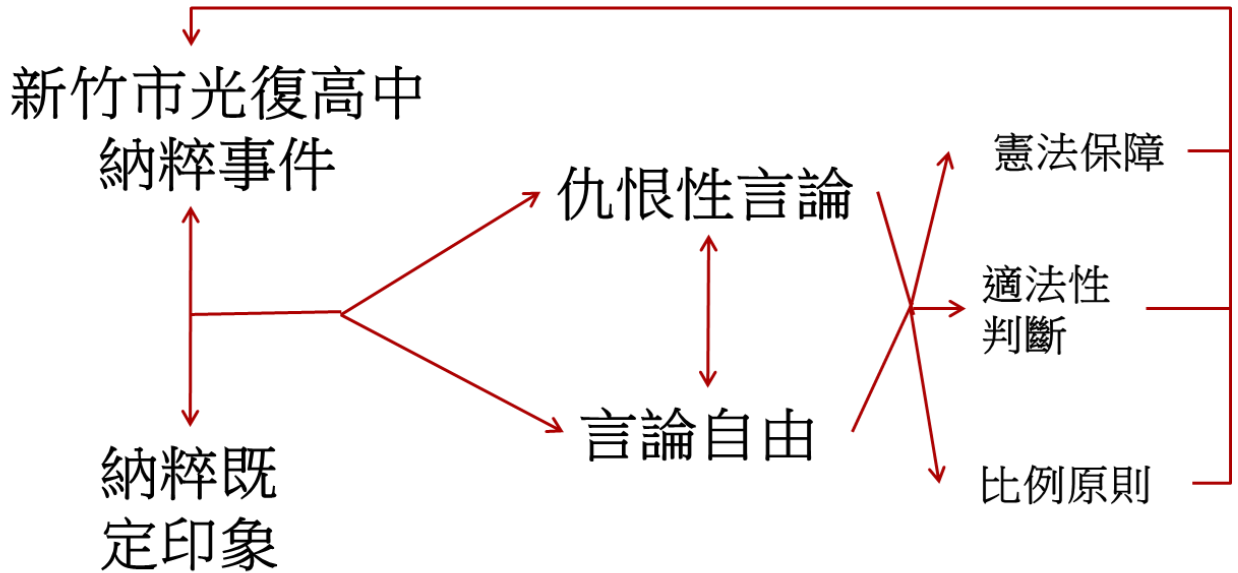 新竹市光復高中
納粹事件
仇恨性言論
憲法保障
適法性
判斷
言論自由
納粹既
定印象
比例原則